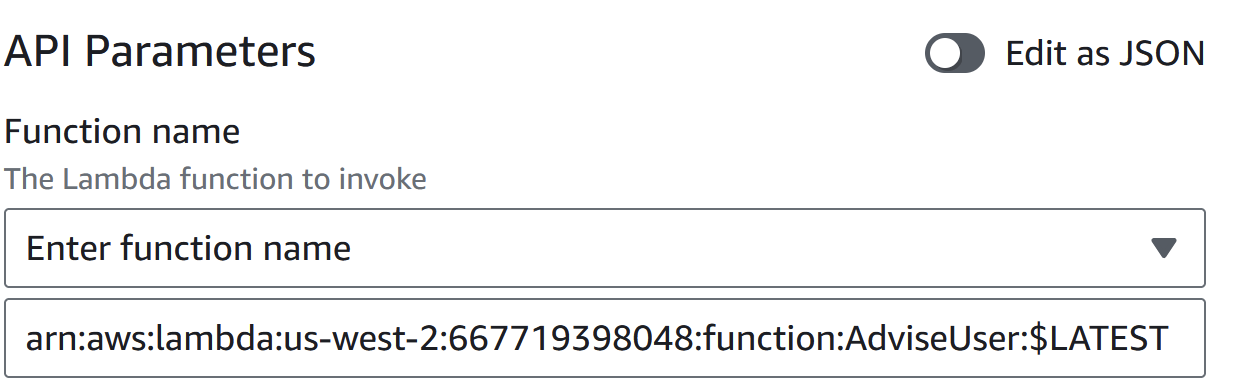 API Parameters
Edit as JSON
Function name
The Lambda function to invoke
Enter function name
arn:aws:lambda:us-west-2:667719398048:function:AdviseUser:$LATEST